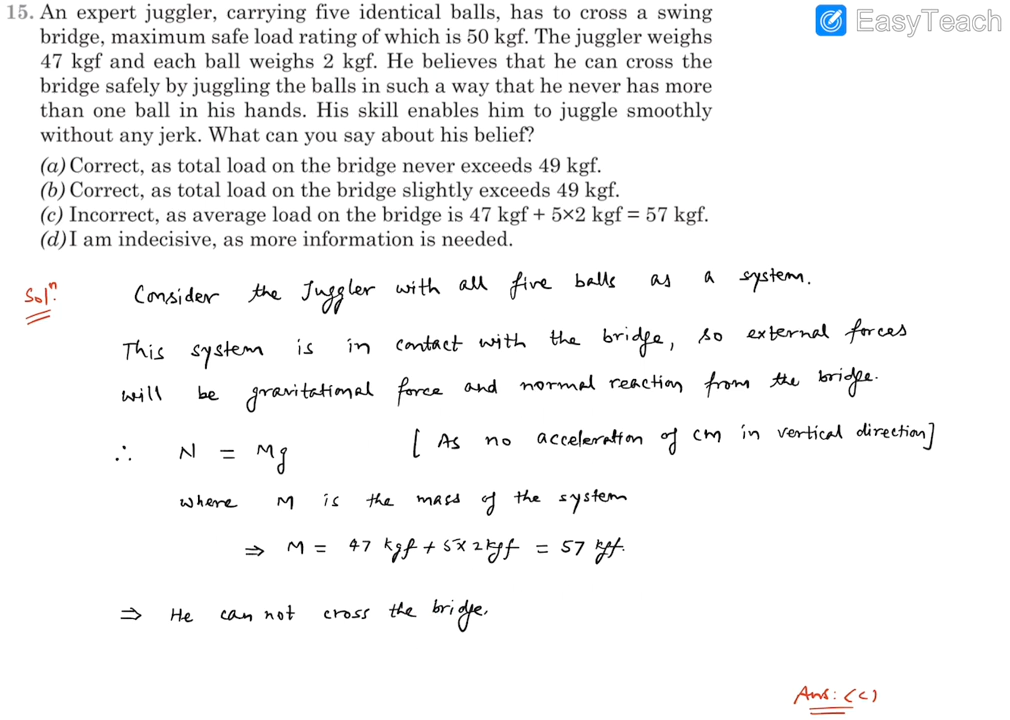 15. An expert juggler, carrying five identical balls, has to cross a swing
bridge, maximum safe load rating of which is 50 kgf. The juggler weighs
47 kgf and each ball weighs 2 kgf. He believes that he can cross the
bridge safely by juggling the balls in such a way that he never has more
than one ball in his hands. His skill enables him to juggle smoothly
without any jerk. What can you say about his belief?
(a) Correct, as total load on the bridge never exceeds 49 kgf.
(b) Correct, as total load on the bridge slightly exceeds 49 kgf.
(c) Incorrect, as average load on the bridge is 47 kgf + 5×2 kgf = 57 kgf.
(d) I am indecisive, as more information is needed.
EasyTeach
Solⁿ:
Consider the Juggler with all five balls as a system.
This system is in contact with the bridge, so external forces
will be gravitational force and normal reaction from the bridge.
∴ N = Mg [ As no acceleration of CM in vertical direction]
where M is the mass of the system
⇒ M = 47 kgf + 5×2kgf = 57 kgf.
⇒ He can not cross the bridge.
Ans: (c)